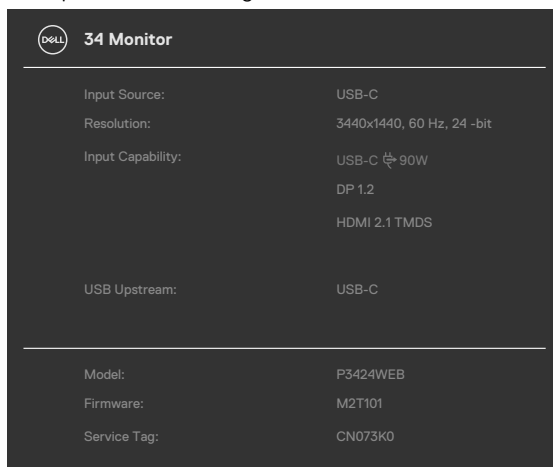 DELL 34 Monitor
Input Source: USB-C
Resolution: 3440x1440, 60 Hz, 24 -bit
Input Capability: USB-C 90W
DP 1.2
HDMI 2.1 TMDS
USB Upstream: USB-C
Model: P3424WEB
Firmware: M2T101
Service Tag: CN073K0